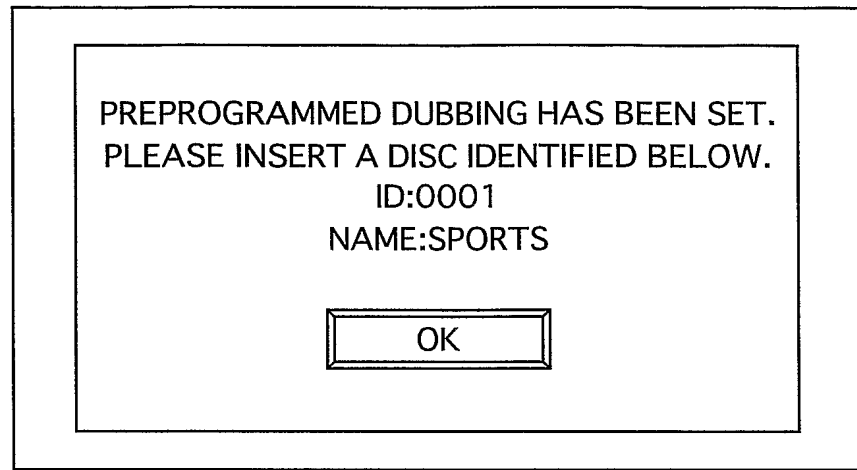 PREPROGRAMMED DUBBING HAS BEEN SET.
PLEASE INSERT A DISC IDENTIFIED BELOW.
ID:0001
NAME:SPORTS
OK